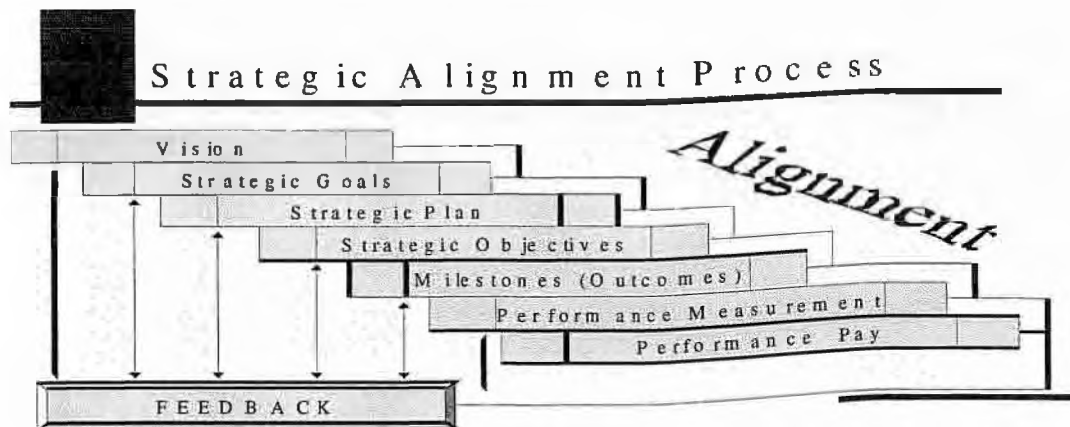 Strategic Alignment Process
Alignment
Vision
Strategic Goals
Strategic Plan
Strategic Objectives
Milestones (Outcomes)
Performance Measurement
Performance Pay
FEEDBACK